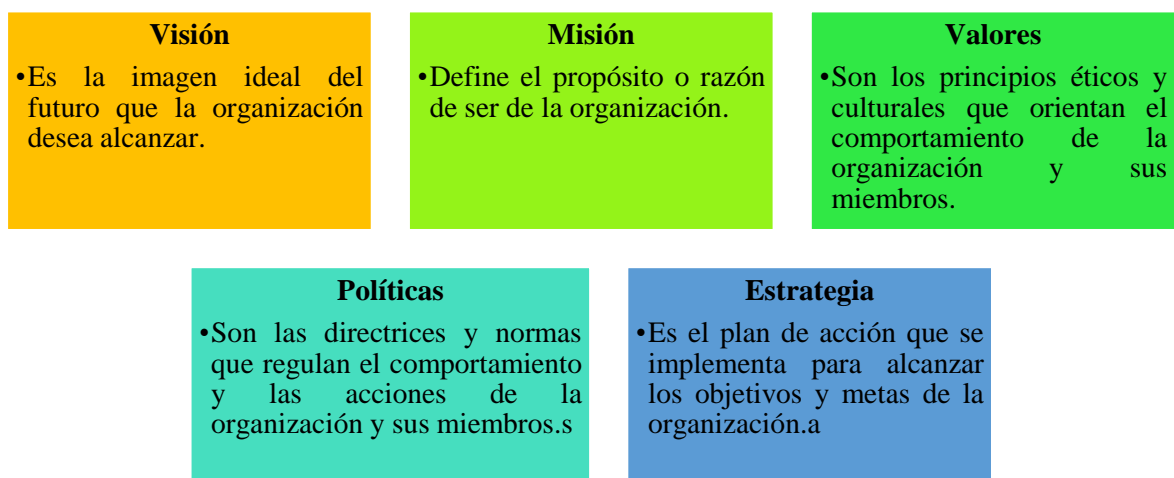 Visión
•Es la imagen ideal del
futuro que la organización
desea alcanzar.
Misión
•Define el propósito o razón
de ser de la organización.
Valores
•Son los principios éticos y
culturales que orientan el
comportamiento de la
organización y sus
miembros.
Políticas
•Son las directrices y normas
que regulan el comportamiento
y las acciones de la
organización y sus miembros.s
Estrategia
•Es el plan de acción que se
implementa para alcanzar
los objetivos y metas de la
organización.a